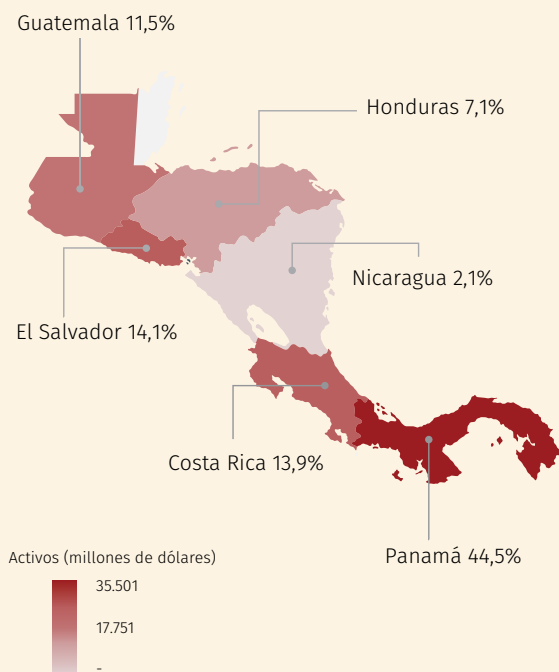 Guatemala 11,5%
Honduras 7,1%
Nicaragua 2,1%
El Salvador 14,1%
Costa Rica 13,9%
Panamá 44,5%
Activos (millones de dólares)
35.501
17.751
-